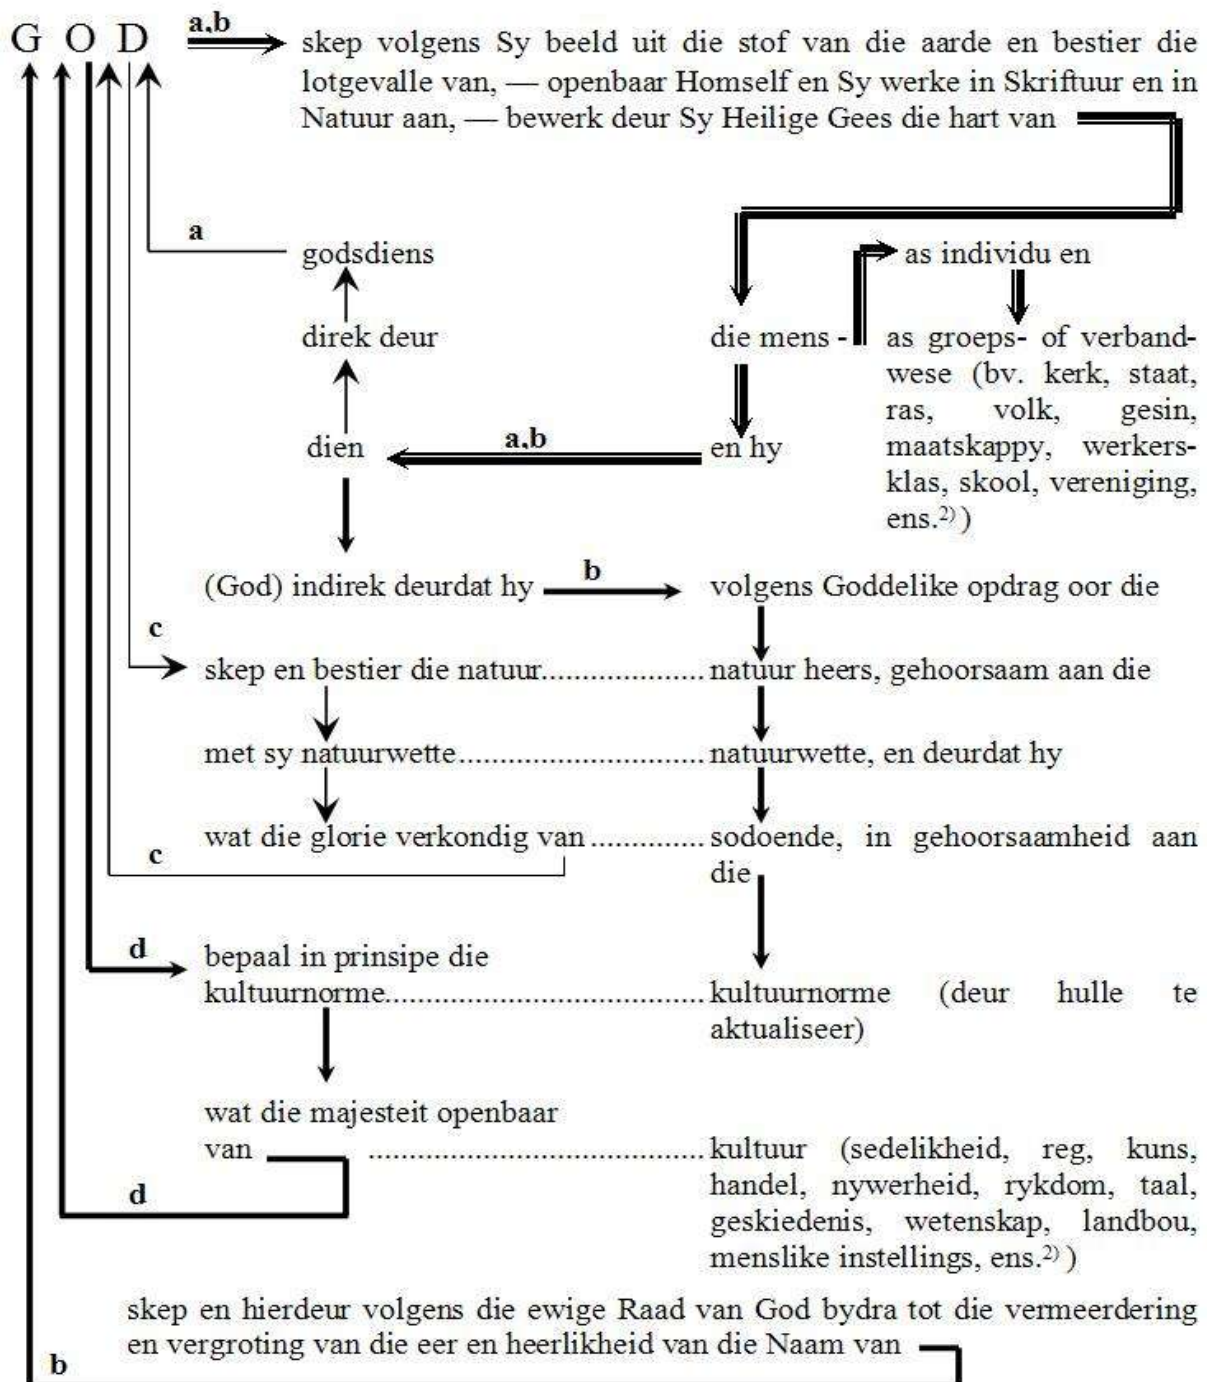 G O D
a,b
skep volgens Sy beeld uit die stof van die aarde en bestier die
lotgevalle van, — openbaar Homself en Sy werke in Skriftuur en in
Natuur aan, — bewerk deur Sy Heilige Gees die hart van
a
godsdiens
as individu en
direk deur
die mens -
as groeps- of verband-
wese (bv. kerk, staat,
ras, volk, gesin,
maatskappy, werkers-
klas, skool, vereniging,
ens.2) )
dien
a,b
en hy
(God) indirek deurdat hy
b
volgens Goddelike opdrag oor die
c
skep en bestier die natuur.................... natuur heers, gehoorsaam aan die
met sy natuurwette.............................. natuurwette, en deurdat hy
wat die glorie verkondig van .............. sodoende, in gehoorsaamheid aan
die
c
d
bepaal in prinsipe die
kultuurnorme....................................... kultuurnorme (deur hulle te
aktualiseer)
wat die majesteit openbaar
van ......................................... kultuur (sedelikheid, reg, kuns,
handel, nywerheid, rykdom, taal,
geskiedenis, wetenskap, landbou,
menslike instellings, ens.2) )
d
skep en hierdeur volgens die ewige Raad van God bydra tot die vermeerdering
en vergroting van die eer en heerlikheid van die Naam van
b